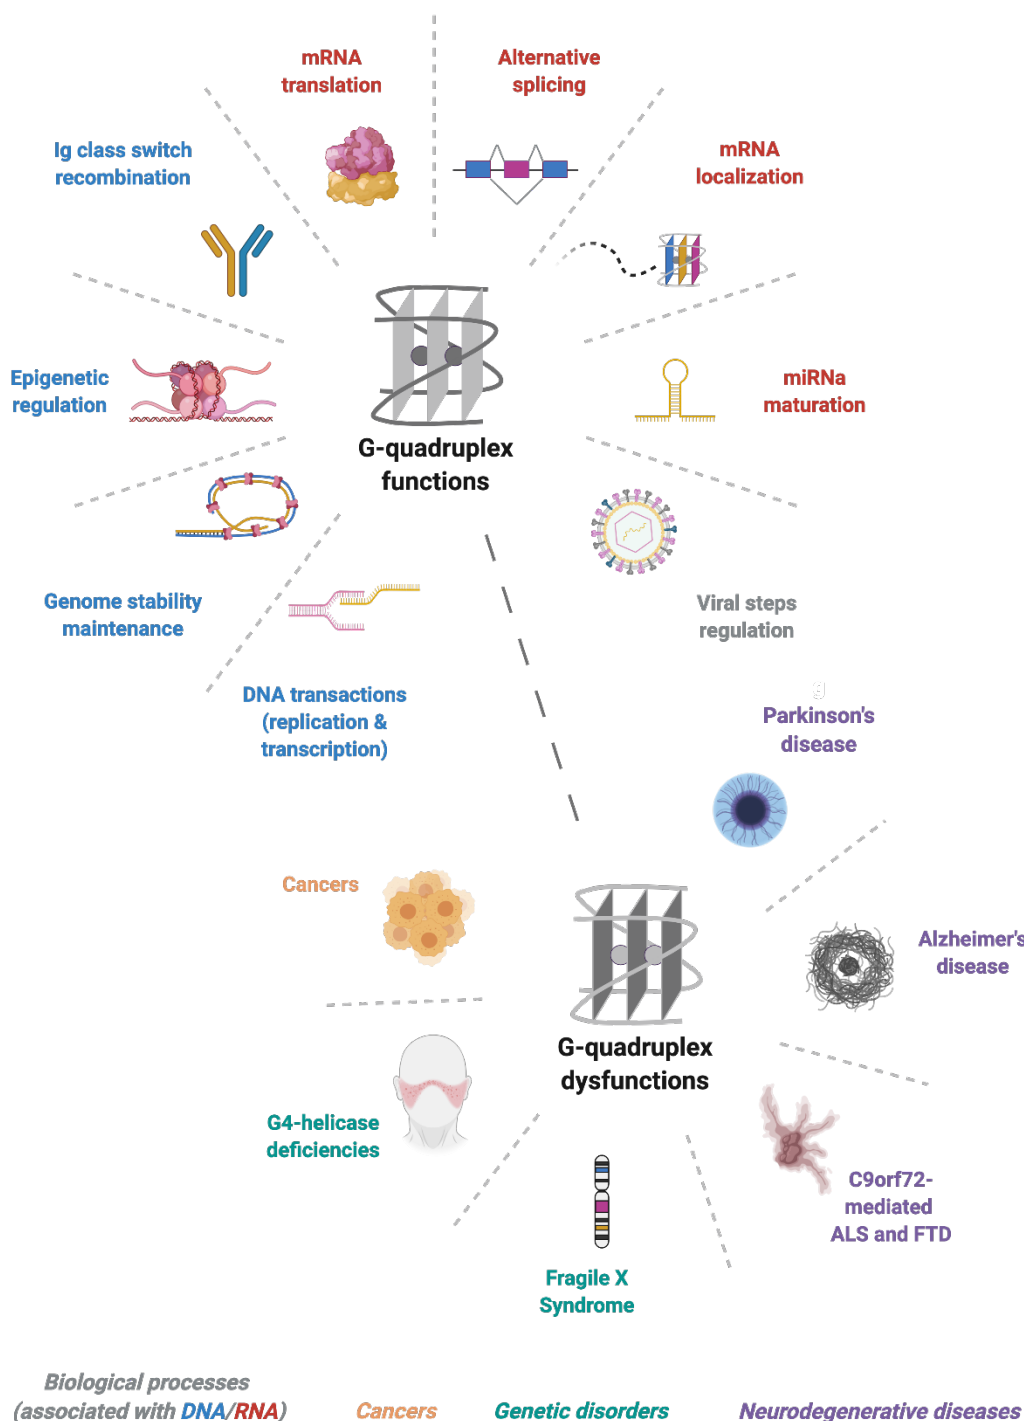 mRNA
translation
Alternative
splicing
Ig class switch
recombination
mRNA
localization
Epigenetic
regulation
miRNa
maturation
G-quadruplex
functions
Genome stability
maintenance
Viral steps
regulation
DNA transactions
(replication &
transcription)
g
Parkinson's
disease
Cancers
Alzheimer's
disease
G-quadruplex
dysfunctions
G4-helicase
deficiencies
C9orf72-
mediated
ALS and FTD
Fragile X
Syndrome
Biological processes
(associated with DNA/RNA)
Cancers
Genetic disorders
Neurodegenerative diseases